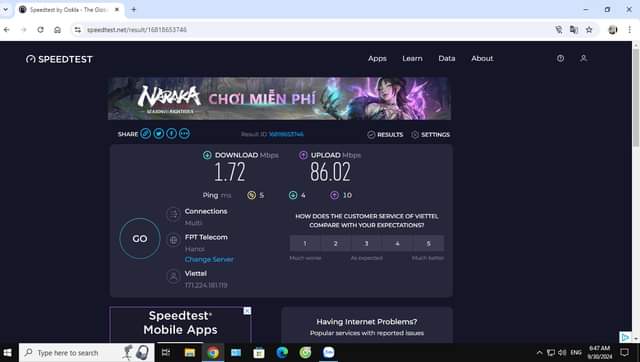 Speedtest by Ookla - The Glob
speedtest.net/result/16818653746
SPEEDTEST
Apps
Learn
Data
About
NARAKA
CHƠI MIỄN PHÍ
SHARE
Result ID 16818653746
RESULTS
SETTINGS
DOWNLOAD Mbps
1.72
UPLOAD Mbps
86.02
Ping ms
5
4
10
GO
Connections
Multi
FPT Telecom
Hanoi
Change Server
Viettel
171.224.181.119
HOW DOES THE CUSTOMER SERVICE OF VIETTEL
COMPARE WITH YOUR EXPECTATIONS?
1 2 3 4 5
Much worse As expected Much better
Speedtest®
Mobile Apps
Having Internet Problems?
Popular services with reported issues
Type here to search
ENG
6:47 AM
9/30/2024